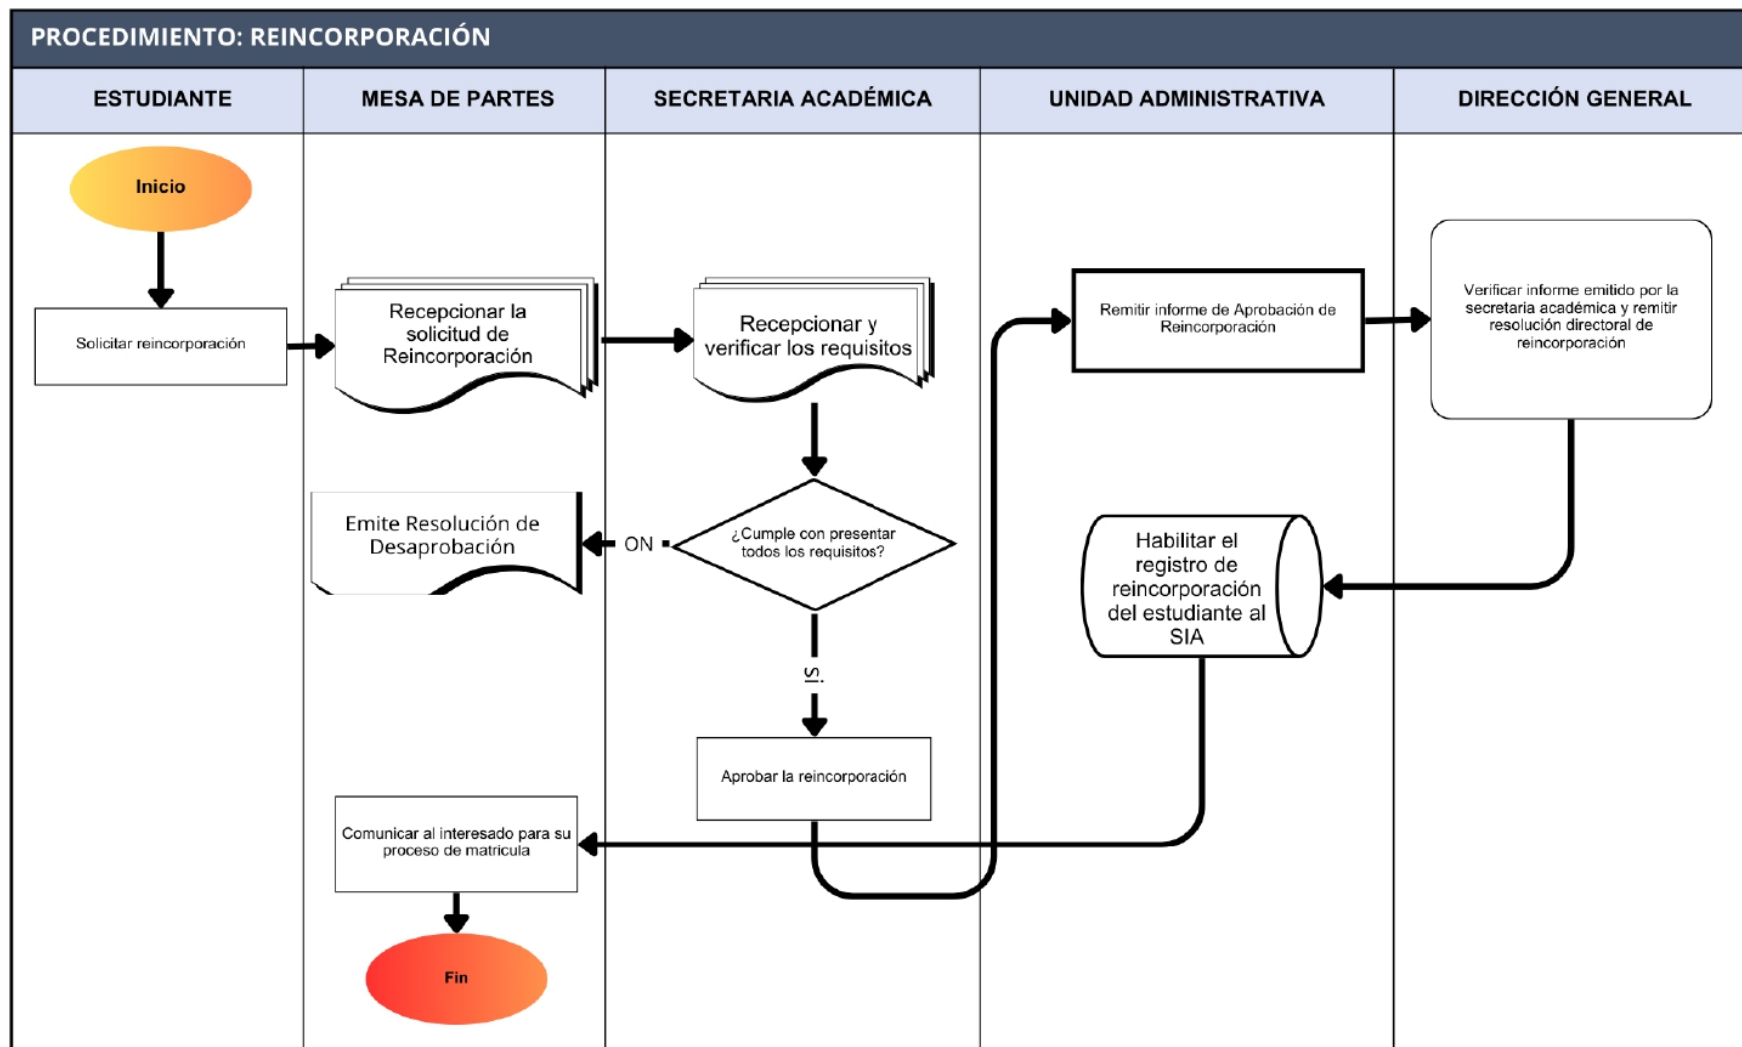 PROCEDIMIENTO: REINCORPORACIÓN
ESTUDIANTE
MESA DE PARTES
SECRETARIA ACADÉMICA
UNIDAD ADMINISTRATIVA
DIRECCIÓN GENERAL
Inicio
Solicitar reincorporación
Recepcionar la
solicitud de
Reincorporación
Recepcionar y
verificar los requisitos
Remitir informe de Aprobación de
Reincorporación
Verificar informe emitido por la
secretaria académica y remitir
resolución directoral de
reincorporación
Emite Resolución de
Desaprobación
ON
¿Cumple con presentar
todos los requisitos?
Habilitar el
registro de
reincorporación
del estudiante al
SIA
si
Aprobar la reincorporación
Comunicar al interesado para su
proceso de matricula
Fin